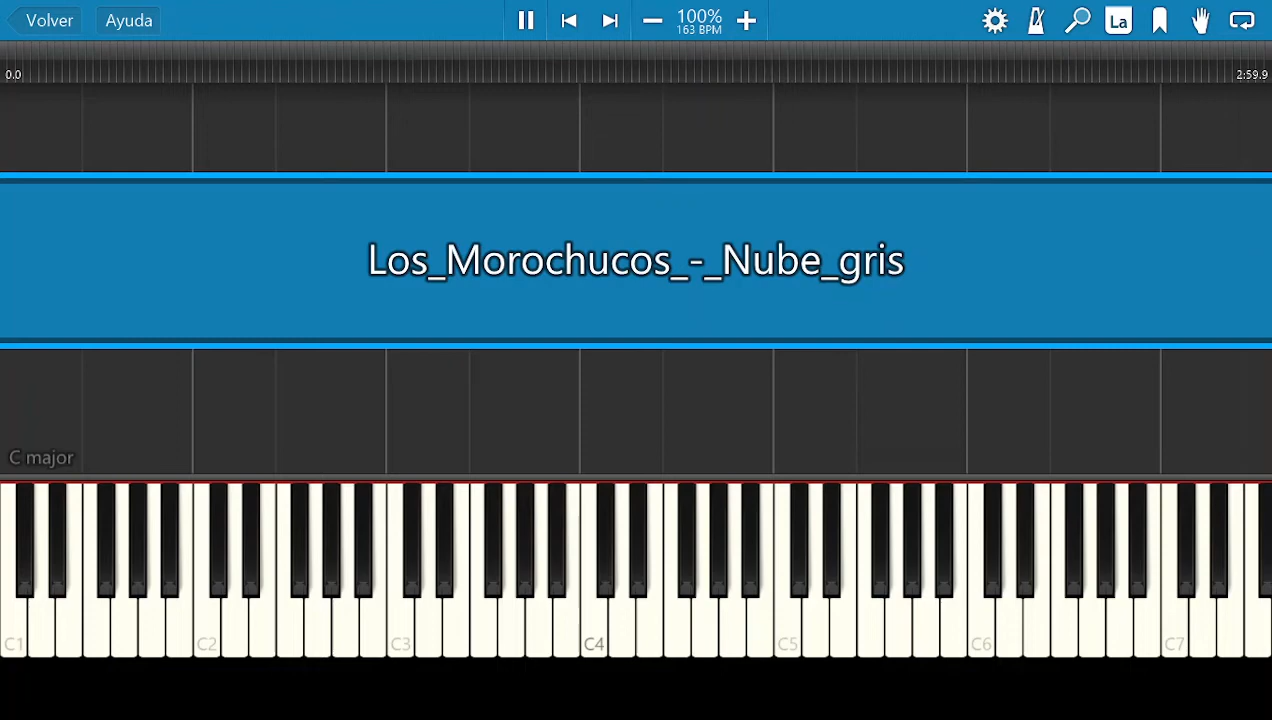 Volver
Ayuda
100%
163 BPM
La
0.0
2:59.9
Los_Morochucos_-_Nube_gris
C major
C1
C2
C3
C4
C5
C6
C7